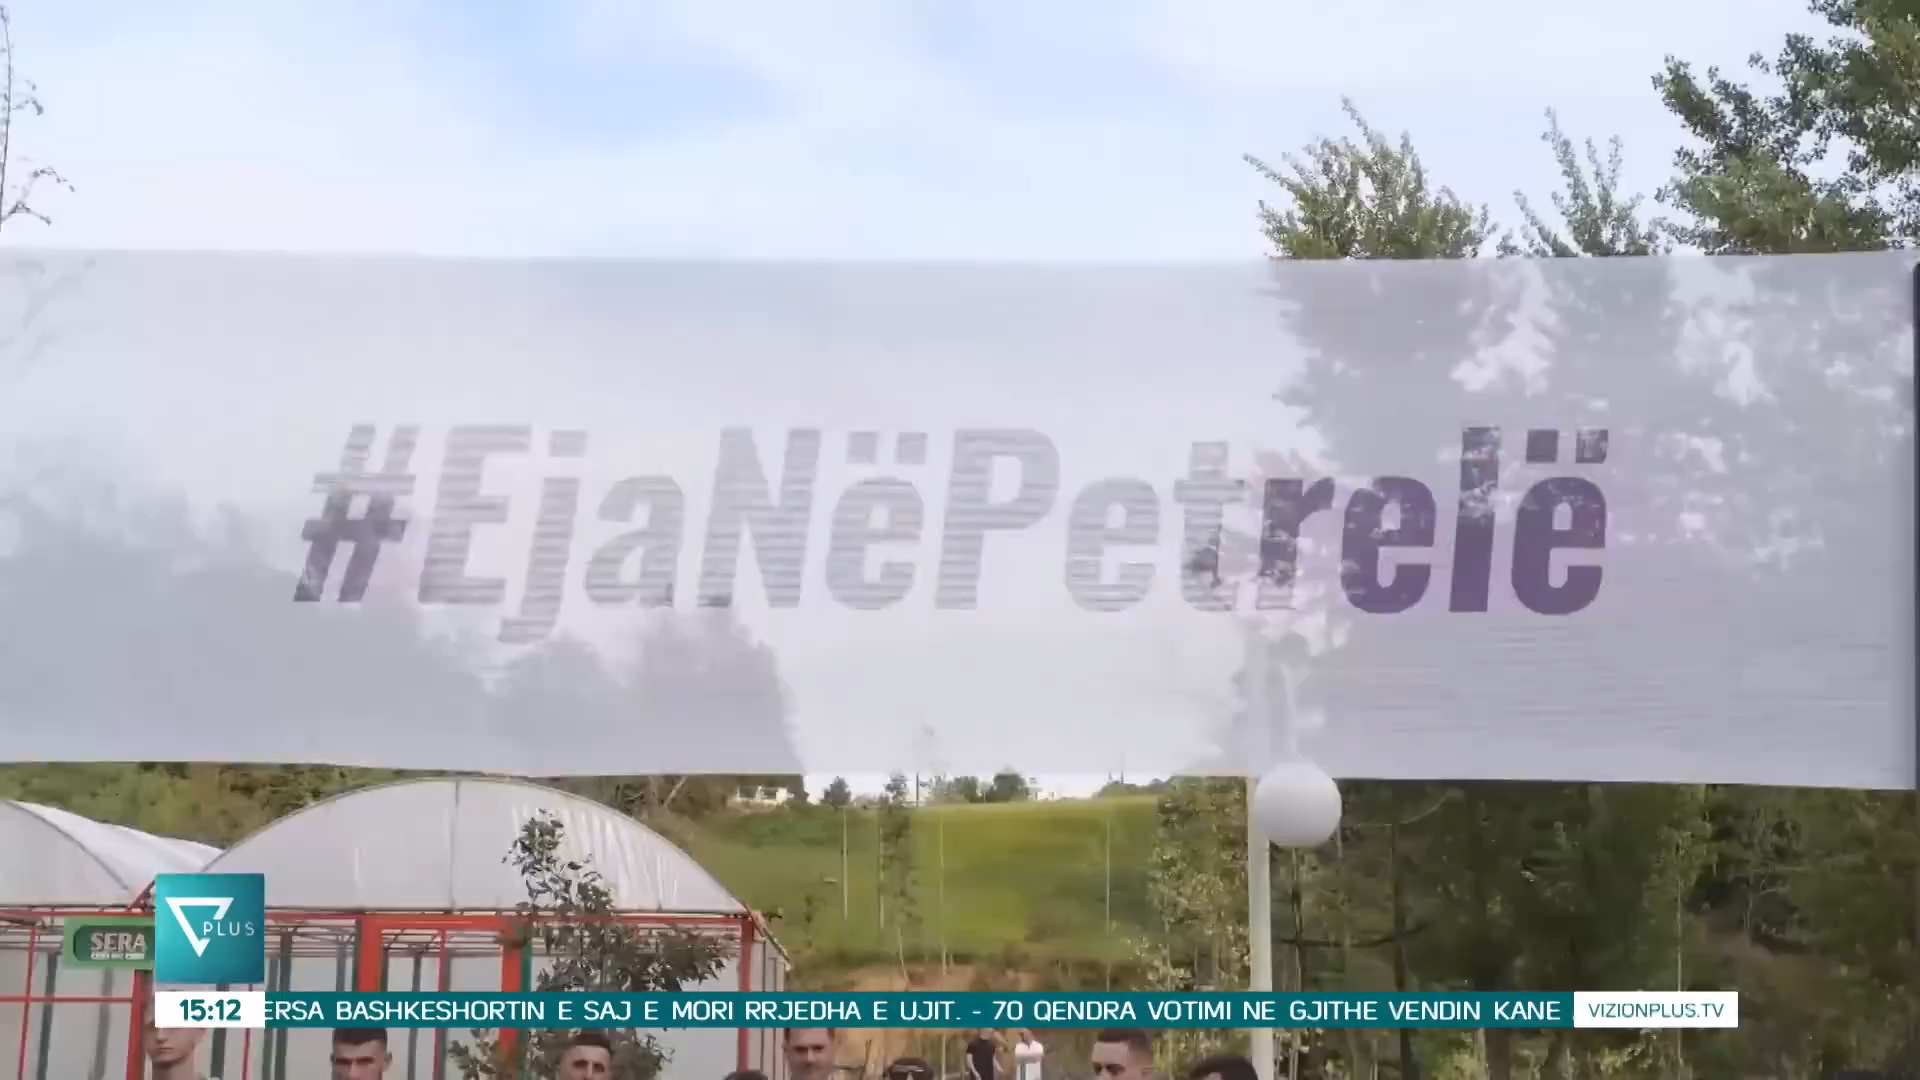 #EjaNëPetrelë
SERA
PLUS
15:12 ERSA BASHKESHORTIN E SAJ E MORI RRJEDHA E UJIT. - 70 QENDRA VOTIMI NE GJITHE VENDIN KANE VIZIONPLUS.TV